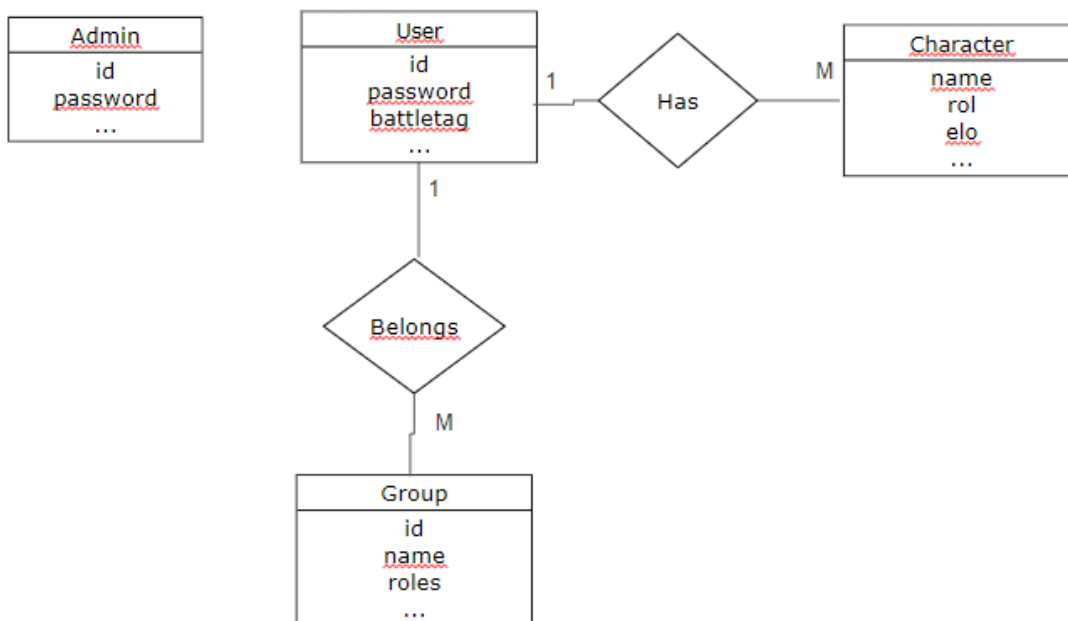 Admin
id
password
...
User
id
password
battletag
...
1
Has
M
Character
name
rol
elo
...
1
Belongs
M
Group
id
name
roles
...